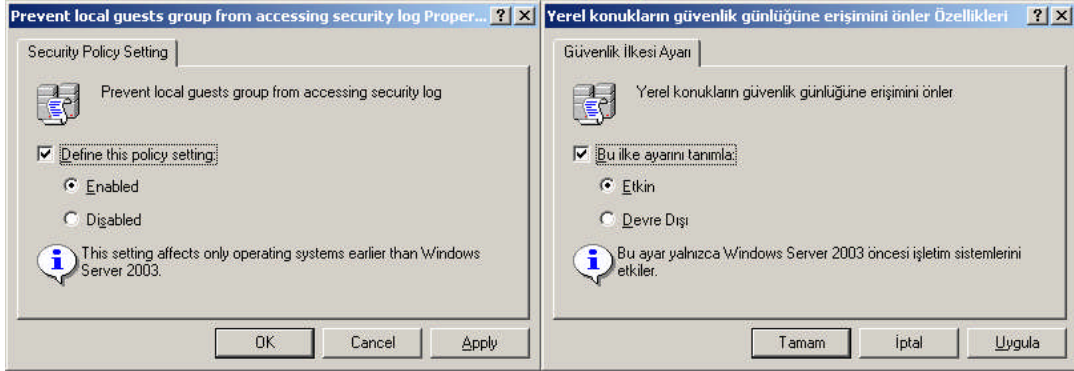 Prevent local guests group from accessing security log Proper...
Security Policy Setting
Prevent local guests group from accessing security log
Define this policy setting:
Enabled
Disabled
This setting affects only operating systems earlier than Windows
Server 2003.
OK Cancel Apply
Yerel konukların güvenlik günlüğüne erişimini önler Özellikleri
Güvenlik İlkesi Ayarı
Yerel konukların güvenlik günlüğüne erişimini önler
Bu ilke ayarını tanımla:
Etkin
Devre Dışı
Bu ayar yalnızca Windows Server 2003 öncesi işletim sistemlerini
etkiler.
Tamam İptal Uygula